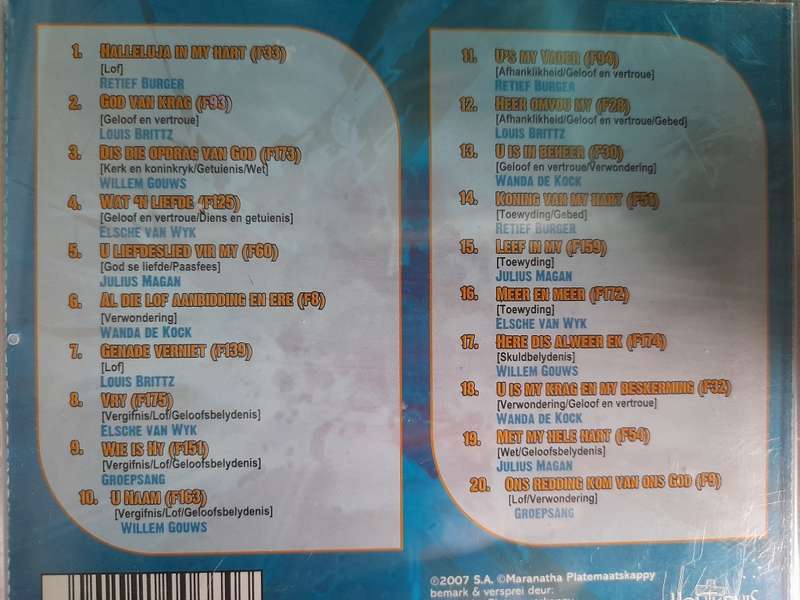 1. Halleluja in my hart (F33)
[Lof]
Retief Burger
2. God van krag (F93)
[Geloof en vertroue]
Louis Brittz
3. Dis die opdrag van God (F173)
[Kerk en koninkryk/Getuienis/Wet]
Willem Gouws
4. Wat 'n liefde (F125)
[Geloof en vertroue/Diens en getuienis]
Elsche van Wyk
5. U liefdeslied vir my (F60)
[God se liefde/Paasfees]
Julius Magan
6. Al die lof aanbidding en ere (F8)
[Verwondering]
Wanda de Kock
7. Genade verniet (F139)
[Lof]
Louis Brittz
8. Vry (F175)
[Vergifnis/Lof/Geloofsbelydenis]
Elsche van Wyk
9. Wie is Hy (F151)
[Vergifnis/Lof/Geloofsbelydenis]
Groepsang
10. U Naam (F163)
[Vergifnis/Lof/Geloofsbelydenis]
Willem Gouws
11. U's my Vader (F94)
[Afhanklikheid/Geloof en vertroue]
Retief Burger
12. Heer omvou my (F28)
[Afhanklikheid/Geloof en vertroue/Gebed]
Louis Brittz
13. U is in beheer (F30)
[Geloof en vertroue/Verwondering]
Wanda de Kock
14. Koning van my hart (F51)
[Toewyding/Gebed]
Retief Burger
15. Leef in my (F159)
[Toewyding]
Julius Magan
16. Meer en meer (F172)
[Toewyding]
Elsche van Wyk
17. Here dis alweer ek (F174)
[Skuldbelydenis]
Willem Gouws
18. U is my krag en my beskerming (F32)
[Verwondering/Geloof en vertroue]
Wanda de Kock
19. Met my hele hart (F54)
[Wet/Geloofsbelydenis]
Julius Magan
20. Ons redding kom van ons God (F9)
[Lof/Verwondering]
Groepsang
©2007 S.A. ©Maranatha Platemaatskappy
bemark & versprei deur: